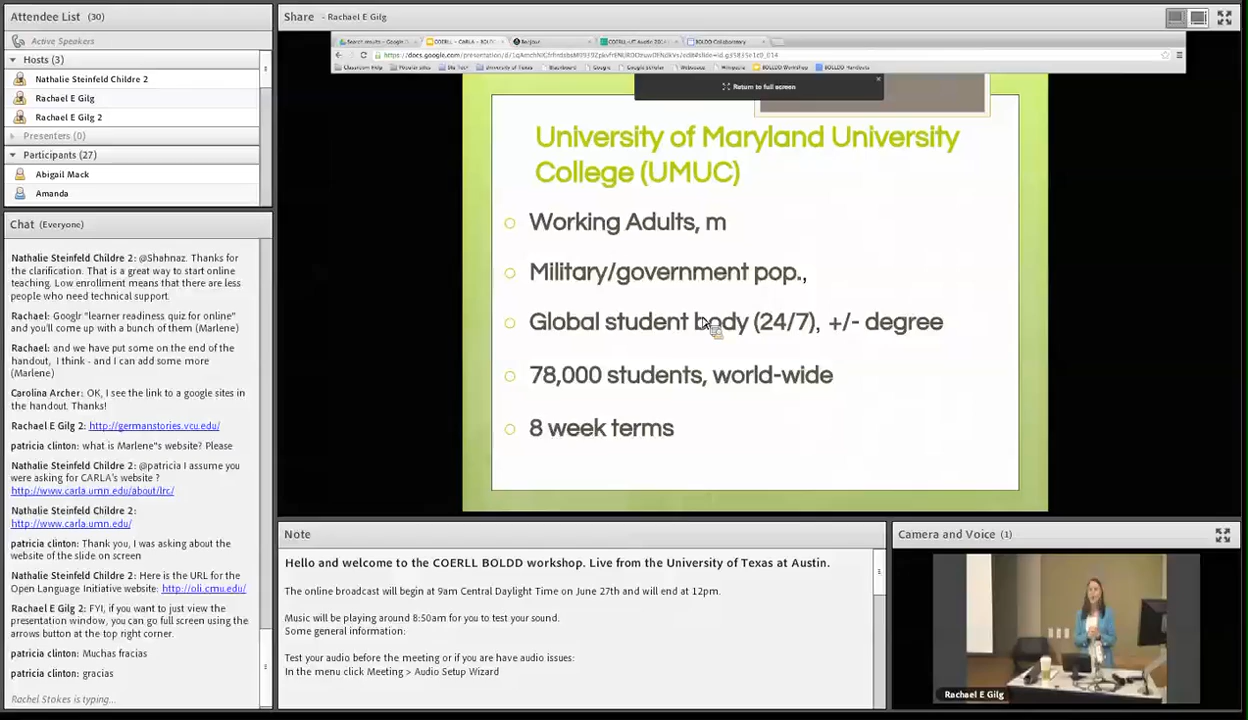 Attendee List (30)
Active Speakers
Hosts (3)
Nathalie Steinfeld Childre 2
Rachael E Gilg
Rachael E Gilg 2
Presenters (0)
Participants (27)
Abigail Mack
Amanda
Chat (Everyone)
Nathalie Steinfeld Childre 2: @Shahnaz. Thanks for
the clarification. That is a great way to start online
teaching. Low enrollment means that there are less
people who need technical support.
Rachael: Googlr "learner readiness quiz for online"
and you'll come up with a bunch of them (Marlene)
Rachael: and we have put some on the end of the
handout, I think - and I can add some more
(Marlene)
Carolina Archer: OK, I see the link to a google sites in
the handout. Thanks!
Rachael E Gilg 2: http://germanstories.vcu.edu/
patricia clinton: what is Marlene"s website? Please
Nathalie Steinfeld Childre 2: @patricia I assume you
were asking for CARLA's website ?
http://www.carla.umn.edu/about/lrc/
Nathalie Steinfeld Childre 2:
http://www.carla.umn.edu/
patricia clinton: Thank you, I was asking about the
website of the slide on screen
Nathalie Steinfeld Childre 2: Here is the URL for the
Open Language Initiative website: http://oli.cmu.edu/
Rachael E Gilg 2: FYI, if you want to just view the
presentation window, you can go full screen using the
arrows button at the top right corner.
patricia clinton: Muchas fracias
patricia clinton: gracias
Rachel Stokes is typing...
Share - Rachael E Gilg
Return to full screen
University of Maryland University
College (UMUC)
Working Adults, m
Military/government pop.,
Global student body (24/7), +/- degree
78,000 students, world-wide
8 week terms
Note
Hello and welcome to the COERLL BOLDD workshop. Live from the University of Texas at Austin.
The online broadcast will begin at 9am Central Daylight Time on June 27th and will end at 12pm.
Music will be playing around 8:50am for you to test your sound.
Some general information:
Test your audio before the meeting or if you are have audio issues:
In the menu click Meeting > Audio Setup Wizard
Camera and Voice (1)
Rachael E Gilg